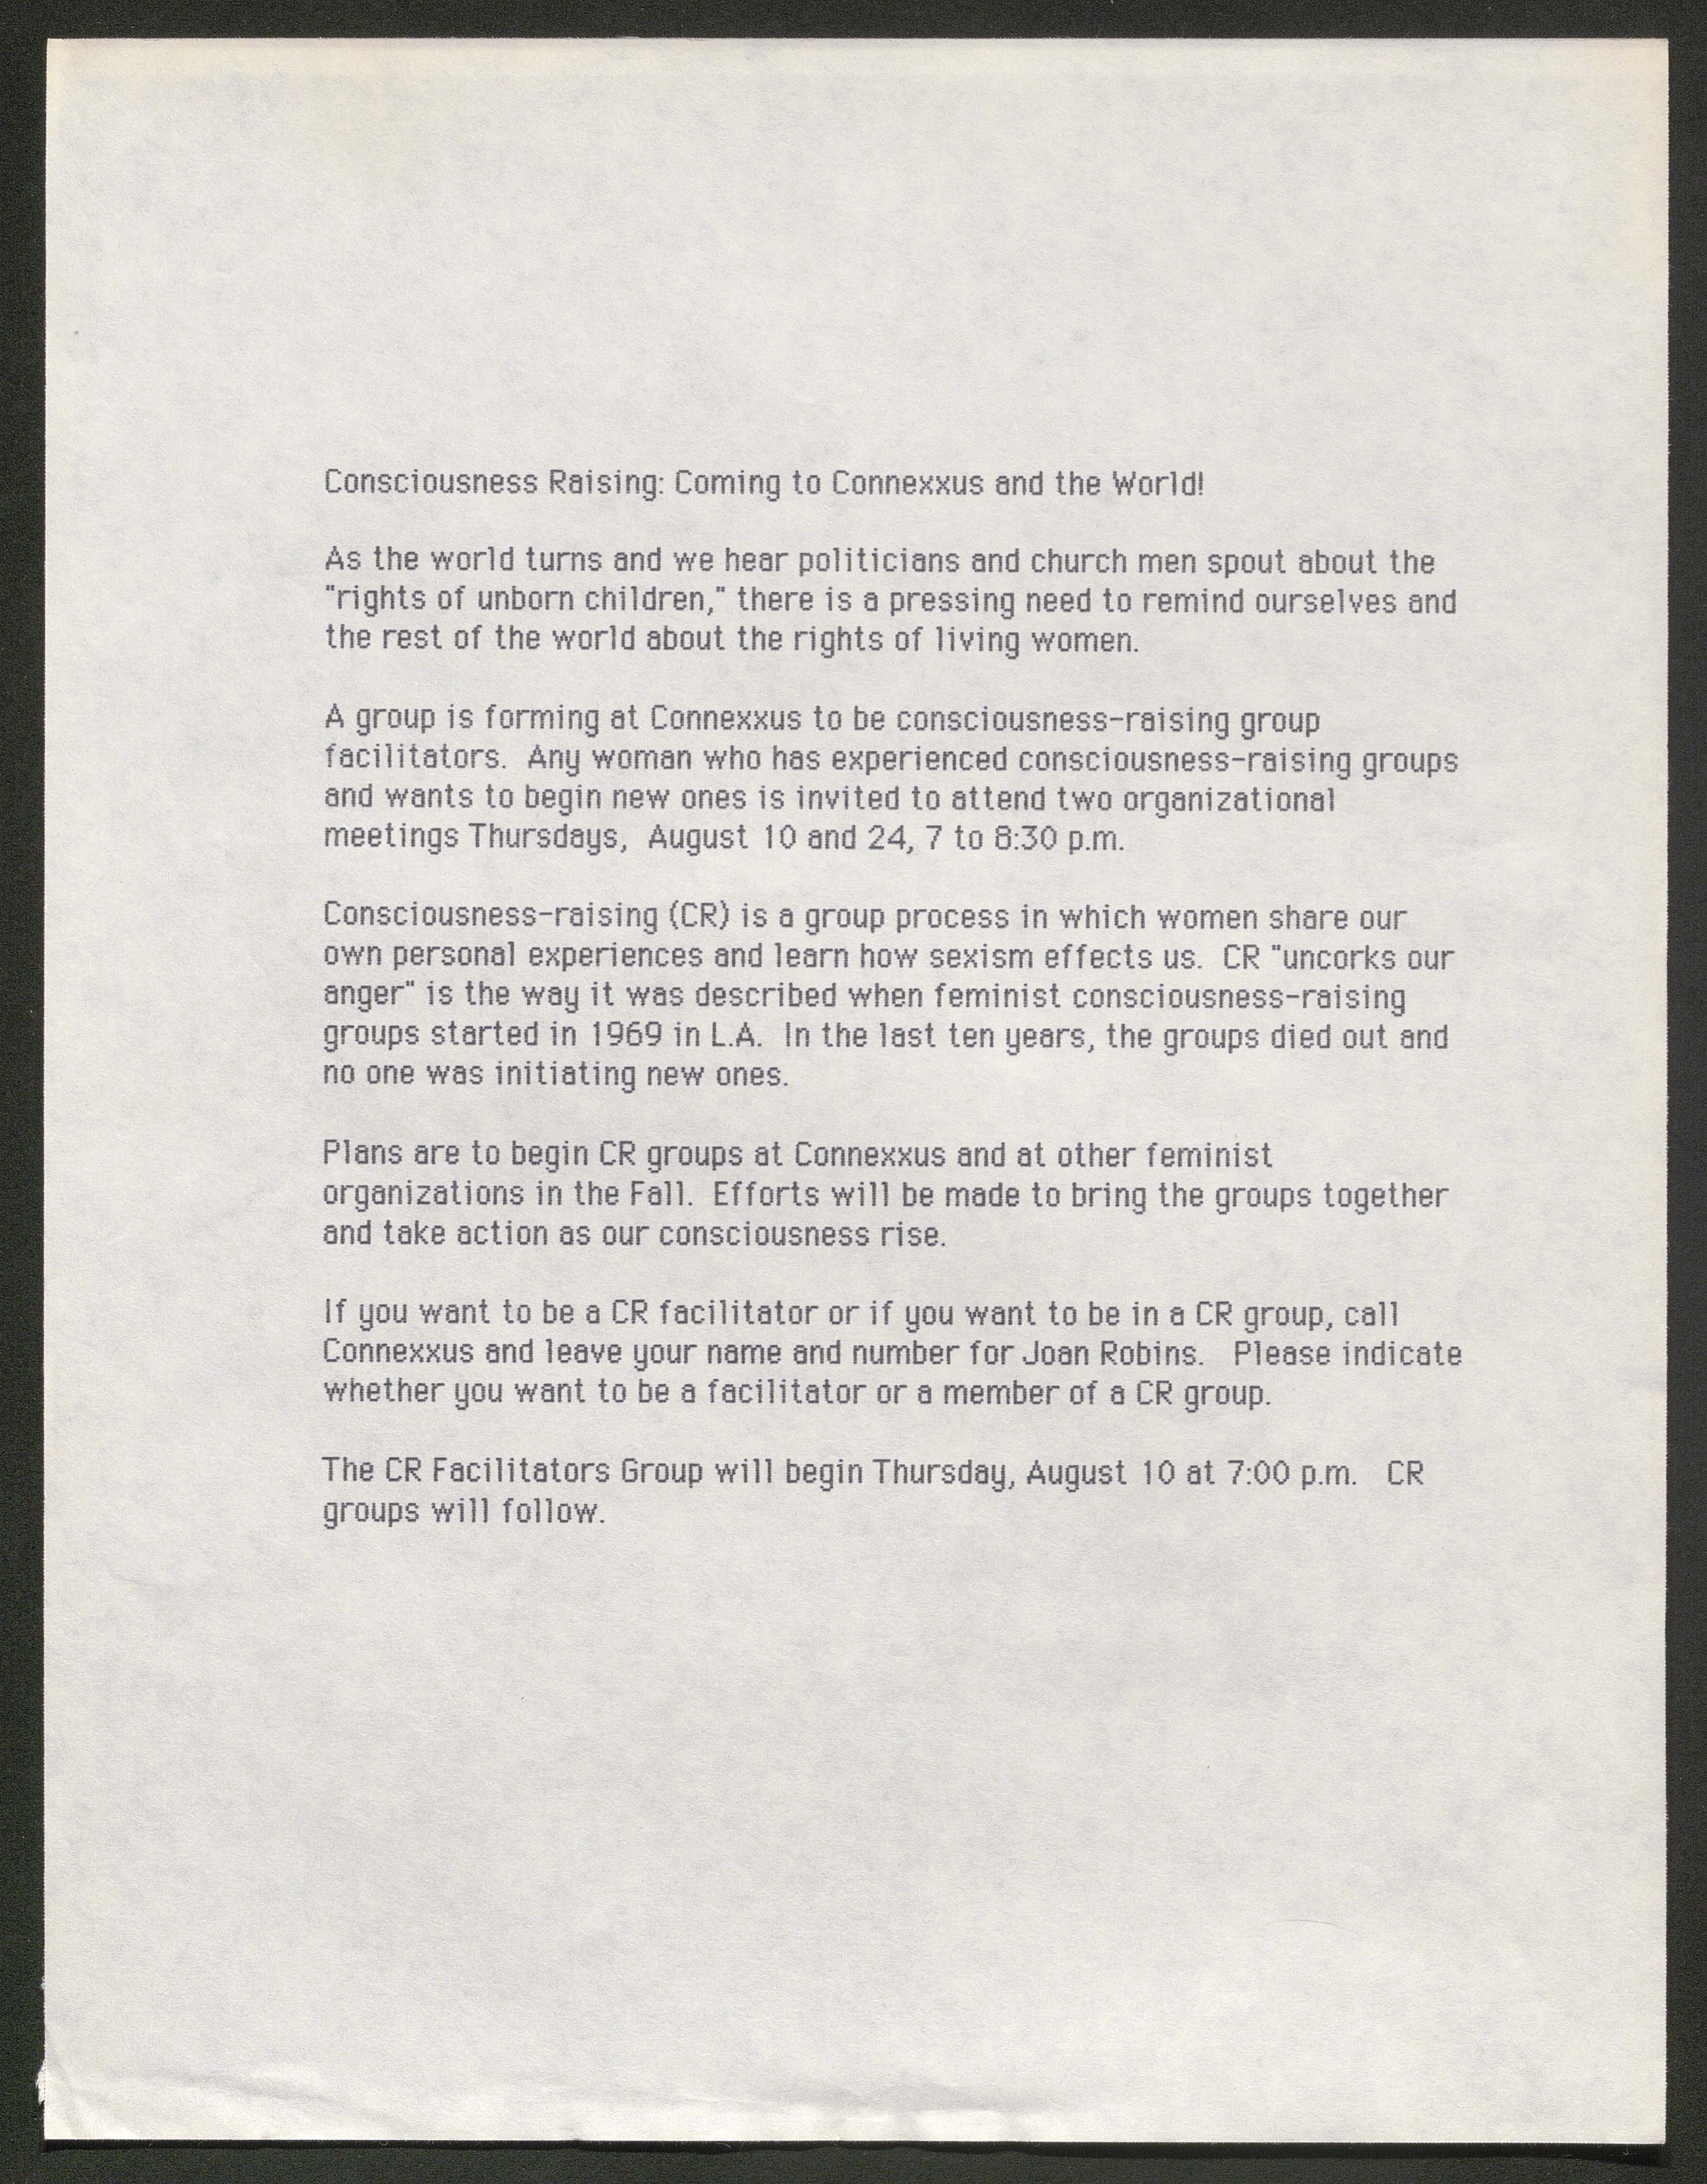 Consciousness Raising: Coming to Connexxus and the World!
As the world turns and we hear politicians and church men spout about the
"rights of unborn children," there is a pressing need to remind ourselves and
the rest of the world about the rights of living women.
A group is forming at Connexxus to be consciousness-raising group
facilitators.  Any woman who has experienced consciousness-raising groups
and wants to begin new ones is invited to attend two organizational
meetings Thursdays,  August 10 and 24, 7 to 8:30 p.m.
Consciousness-raising (CR) is a group process in which women share our
own personal experiences and learn how sexism effects us.  CR "uncorks our
anger" is the way it was described when feminist consciousness-raising
groups started in 1969 in L.A.  In the last ten years, the groups died out and
no one was initiating new ones.
Plans are to begin CR groups at Connexxus and at other feminist
organizations in the Fall.  Efforts will be made to bring the groups together
and take action as our consciousness rise.
If you want to be a CR facilitator or if you want to be in a CR group, call
Connexxus and leave your name and number for Joan Robins.   Please indicate
whether you want to be a facilitator or a member of a CR group.
The CR Facilitators Group will begin Thursday, August 10 at 7:00 p.m.   CR
groups will follow.